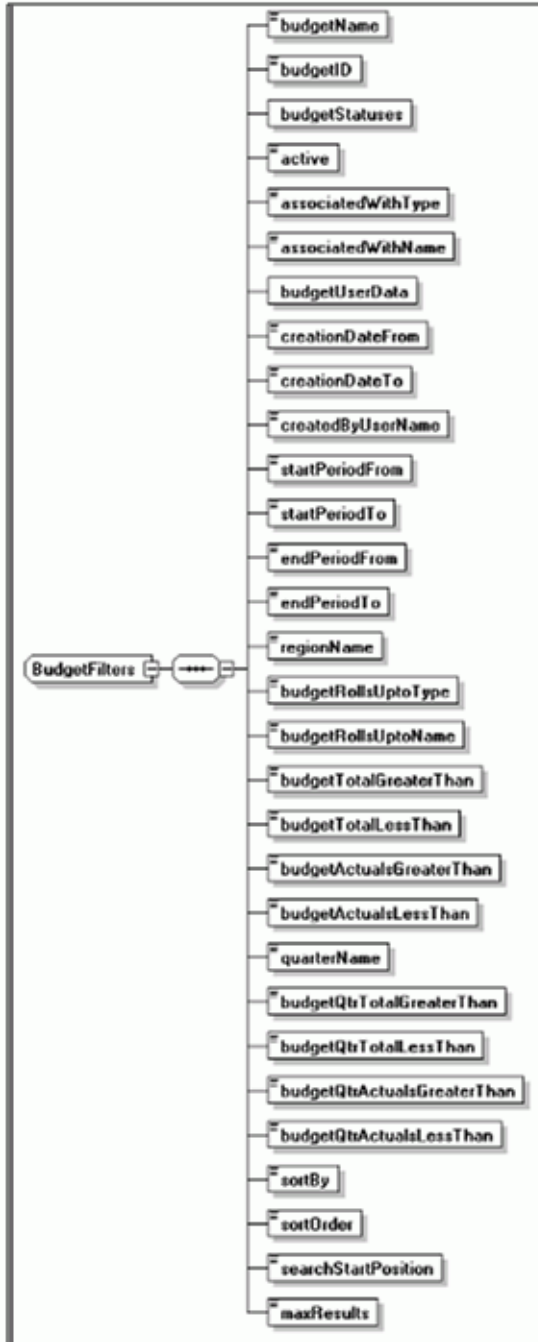 budgetName
budgetID
budgetStatuses
active
associatedWithType
associatedWithName
budgetUserData
creationDateFrom
creationDateTo
createdByUserName
startPeriodFrom
startPeriodTo
endPeriodFrom
endPeriodTo
regionName
BudgetFilters
budgetRollsUptoType
budgetRollsUptoName
budgetTotalGreaterThan
budgetTotalLessThan
budgetActualsGreaterThan
budgetActualsLessThan
quarterName
budgetQtrTotalGreaterThan
budgetQtrTotalLessThan
budgetQtrActualsGreaterThan
budgetQtrActualsLessThan
sortBy
sortOrder
searchStartPosition
maxResults